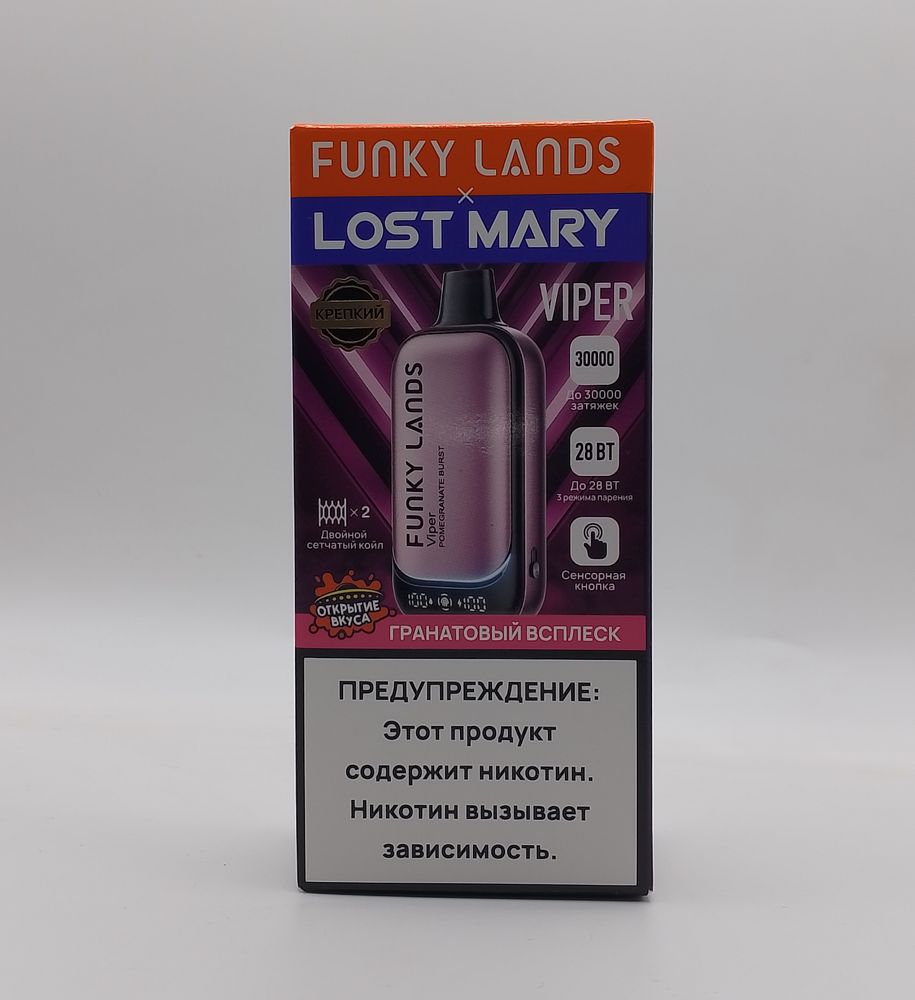 FUNKY LANDS
×
LOST MARY
КРЕПКИЙ
VIPER
30000
До 30000
затяжек
28 ВТ
До 28 ВТ
3 режима парения
Сенсорная
кнопка
FUNKY LANDS
Viper
POMEGRANATE BURST
100 100
× 2
Двойной
сетчатый койл
ОТКРЫТИЕ
ВКУСА
ГРАНАТОВЫЙ ВСПЛЕСК
ПРЕДУПРЕЖДЕНИЕ:
Этот продукт
содержит никотин.
Никотин вызывает
зависимость.